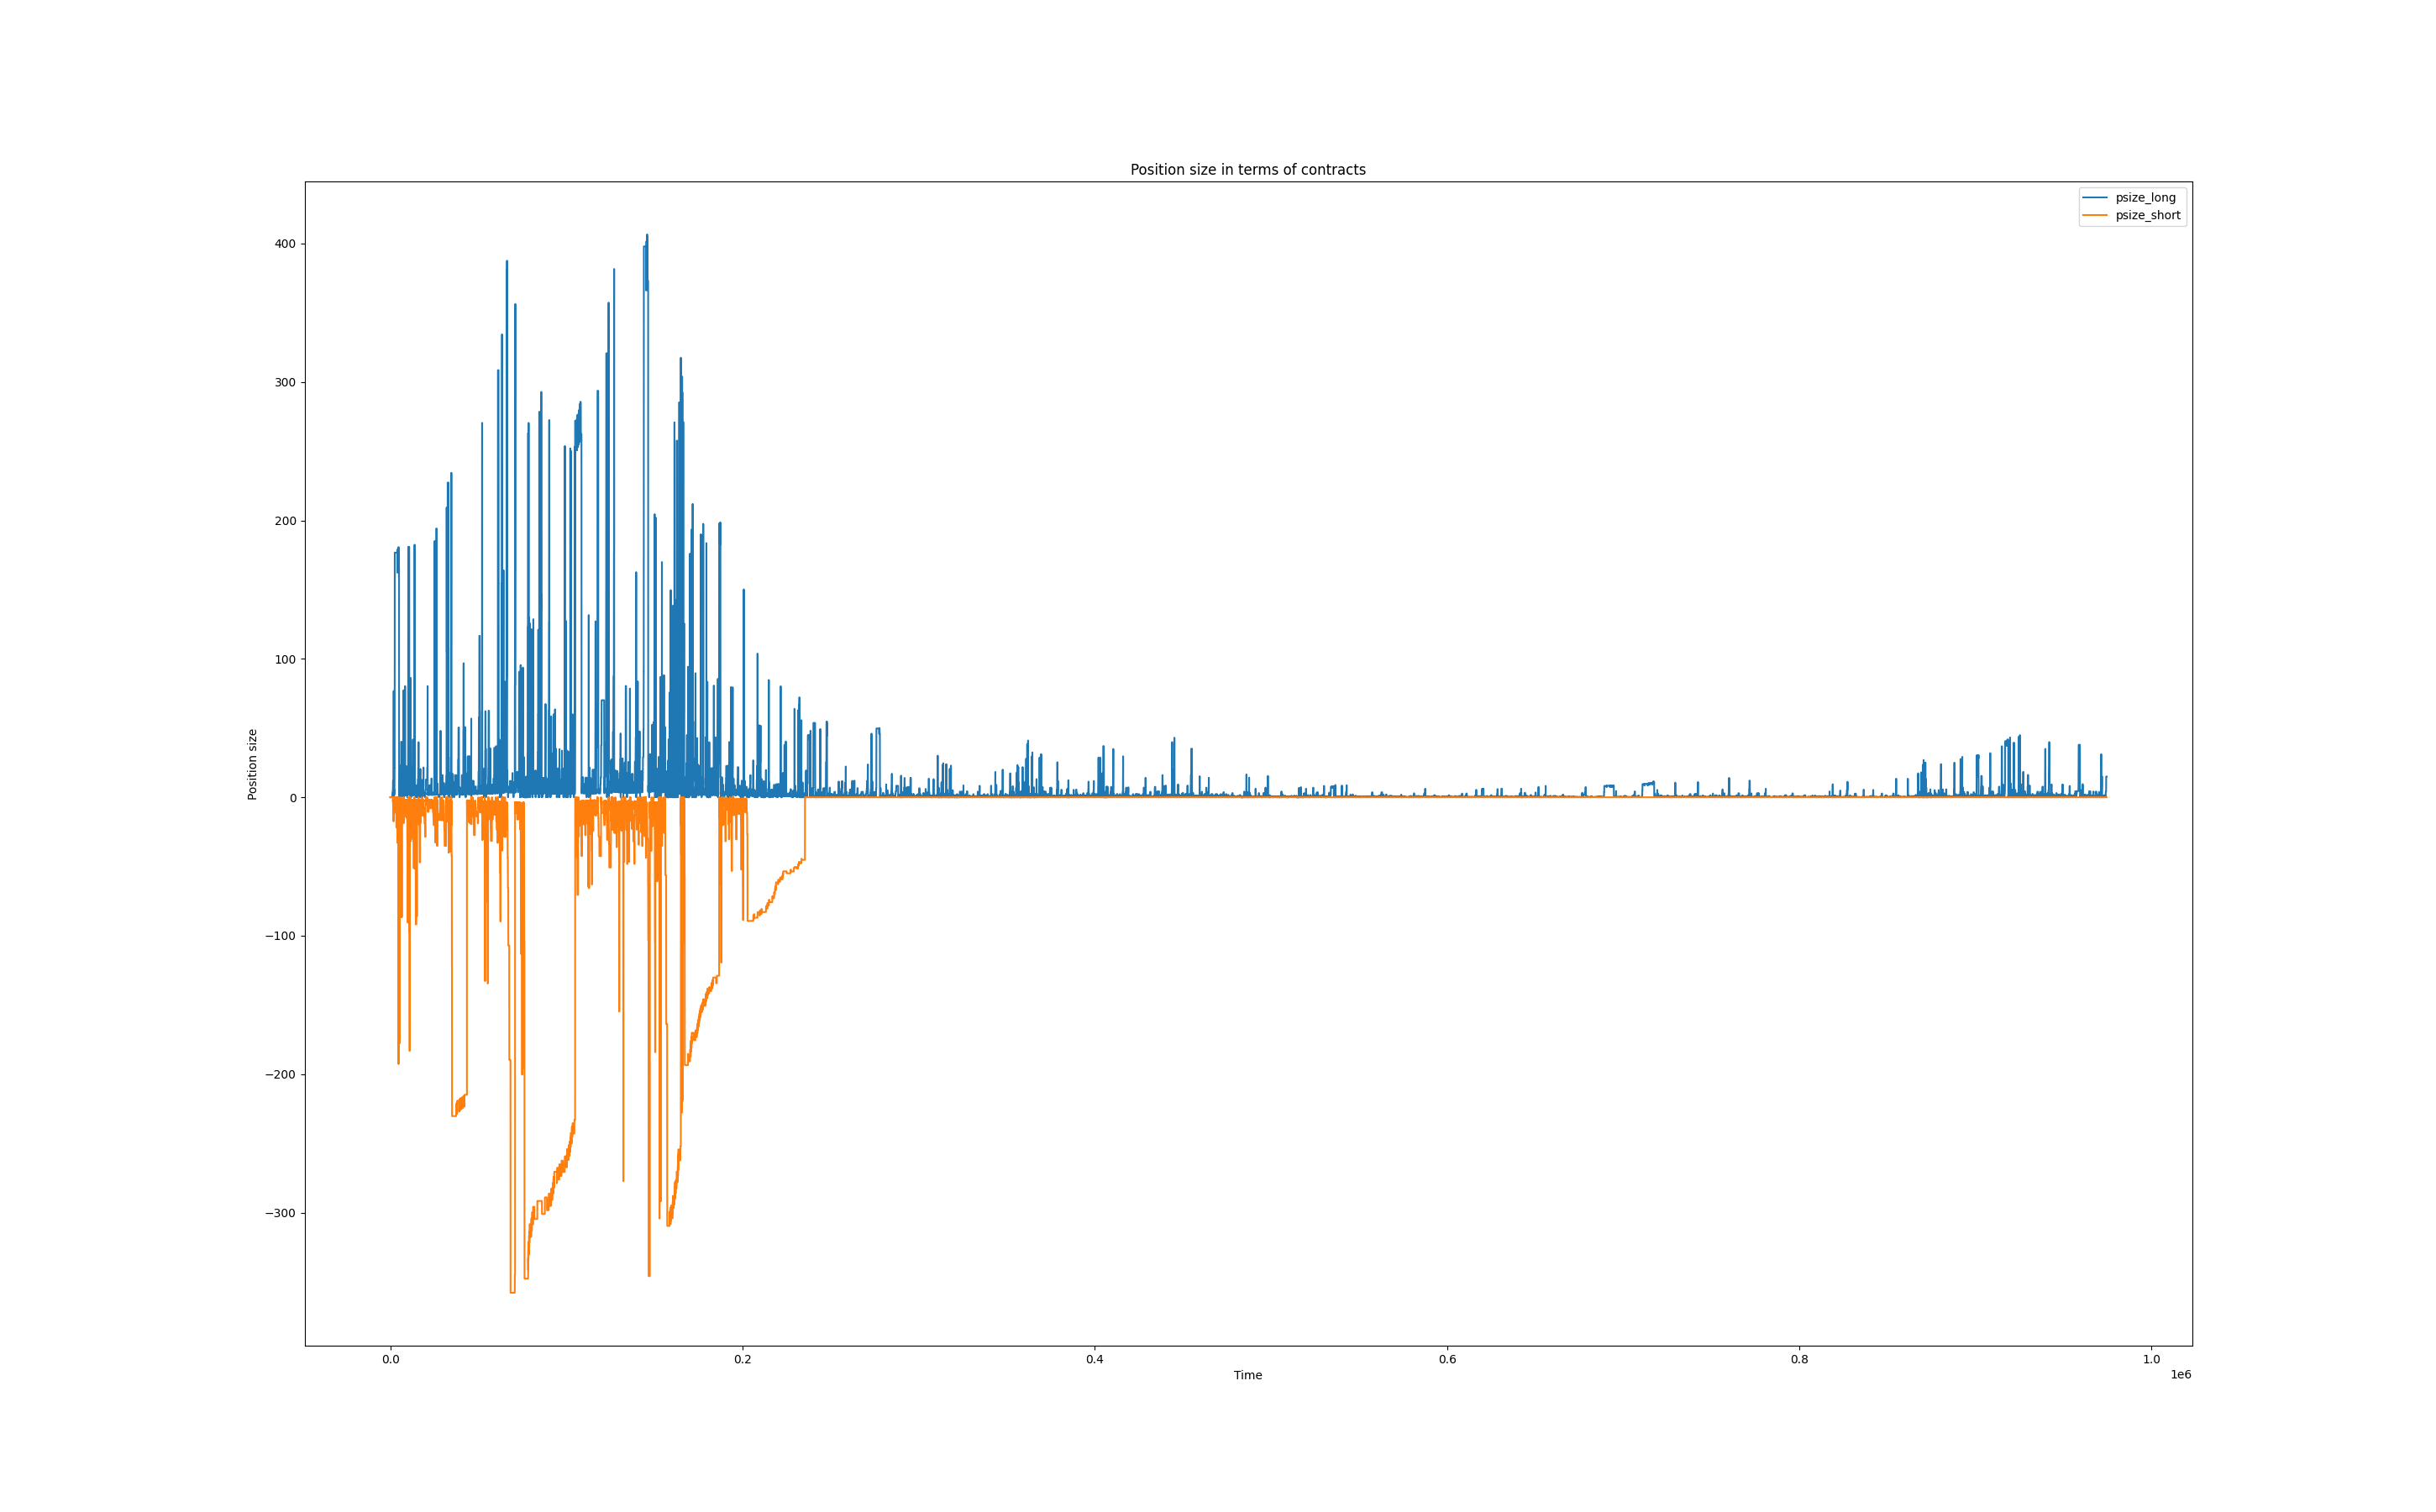 Position size in terms of contracts
psize_long
psize_short
400
300
200
100
0
−100
−200
−300
Position size
0.0
0.2
0.4
0.6
0.8
1.0
Time
1e6